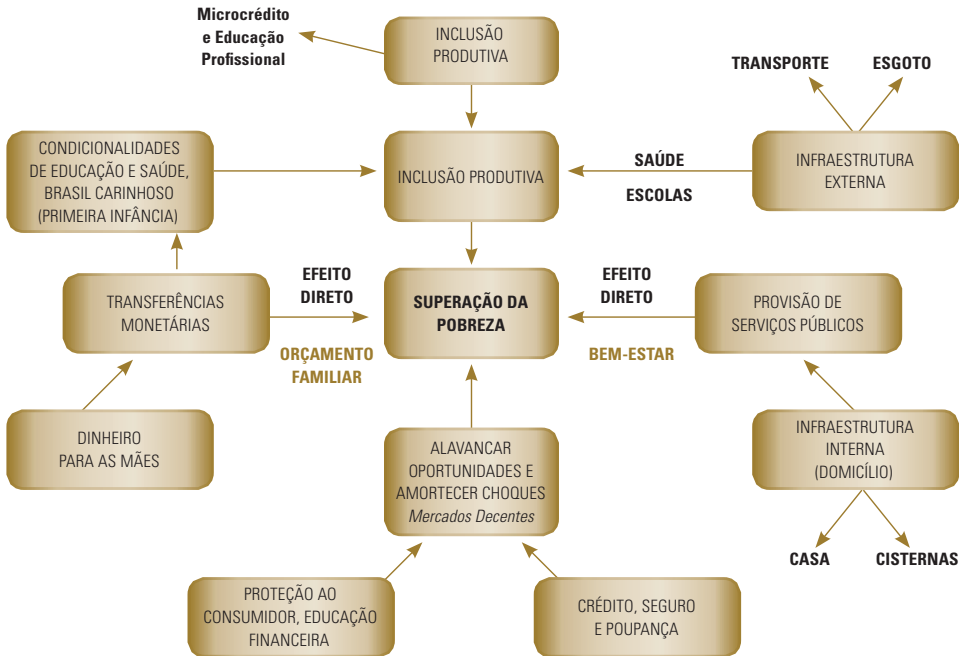 Microcrédito
e Educação
Profissional
INCLUSÃO
PRODUTIVA
TRANSPORTE
ESGOTO
CONDICIONALIDADES
DE EDUCAÇÃO E SAÚDE,
BRASIL CARINHOSO
(PRIMEIRA INFÂNCIA)
INCLUSÃO PRODUTIVA
SAÚDE
ESCOLAS
INFRAESTRUTURA
EXTERNA
TRANSFERÊNCIAS
MONETÁRIAS
EFEITO
DIRETO
ORÇAMENTO
FAMILIAR
SUPERAÇÃO DA
POBREZA
EFEITO
DIRETO
BEM-ESTAR
PROVISÃO DE
SERVIÇOS PÚBLICOS
DINHEIRO
PARA AS MÃES
ALAVANCAR
OPORTUNIDADES E
AMORTECER CHOQUES
Mercados Decentes
INFRAESTRUTURA
INTERNA
(DOMICÍLIO)
CASA
CISTERNAS
PROTEÇÃO AO
CONSUMIDOR, EDUCAÇÃO
FINANCEIRA
CRÉDITO, SEGURO
E POUPANÇA